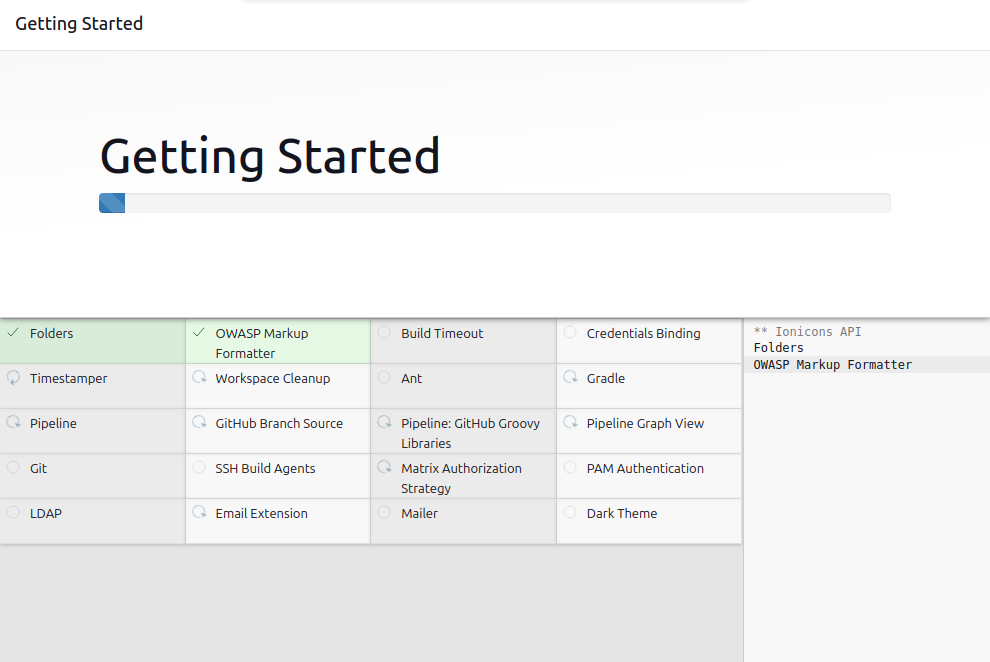 Getting Started
Getting Started
Folders
OWASP Markup
Formatter
Build Timeout
Credentials Binding
Timestamper
Workspace Cleanup
Ant
Gradle
Pipeline
GitHub Branch Source
Pipeline: GitHub Groovy
Libraries
Pipeline Graph View
Git
SSH Build Agents
Matrix Authorization
Strategy
PAM Authentication
LDAP
Email Extension
Mailer
Dark Theme
** Ionicons API
Folders
OWASP Markup Formatter